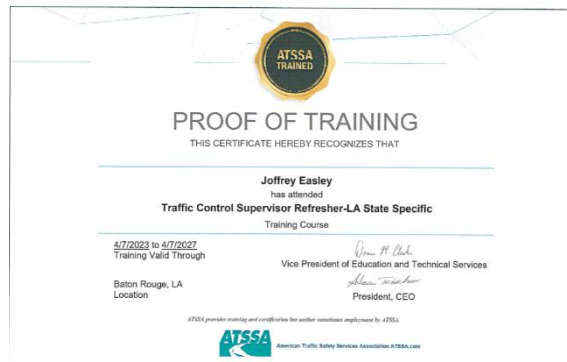 ATSSA
TRAINED
PROOF OF TRAINING
THIS CERTIFICATE HEREBY RECOGNIZES THAT
Joffrey Easley
has attended
Traffic Control Supervisor Refresher-LA State Specific
Training Course
4/7/2023 to 4/7/2027
Training Valid Through
Vice President of Education and Technical Services
Baton Rouge, LA
Location
President, CEO
ATSSA provides training and certification but neither constitutes employment by ATSSA.
ATSSA
American Traffic Safety Services Association ATSSA.com